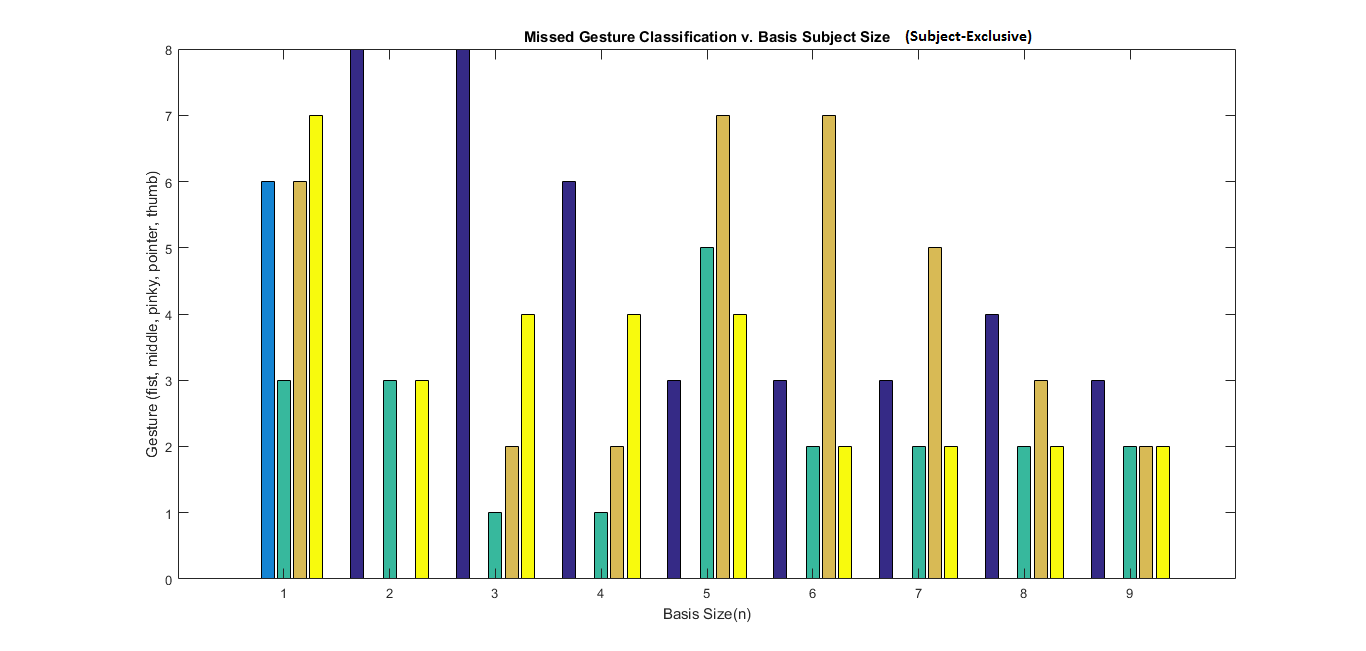 Missed Gesture Classification v. Basis Subject Size (Subject-Exclusive)
8
7
6
5
4
3
2
1
0
Gesture (fist, middle, pinky, pointer, thumb)
1 2 3 4 5 6 7 8 9
Basis Size(n)